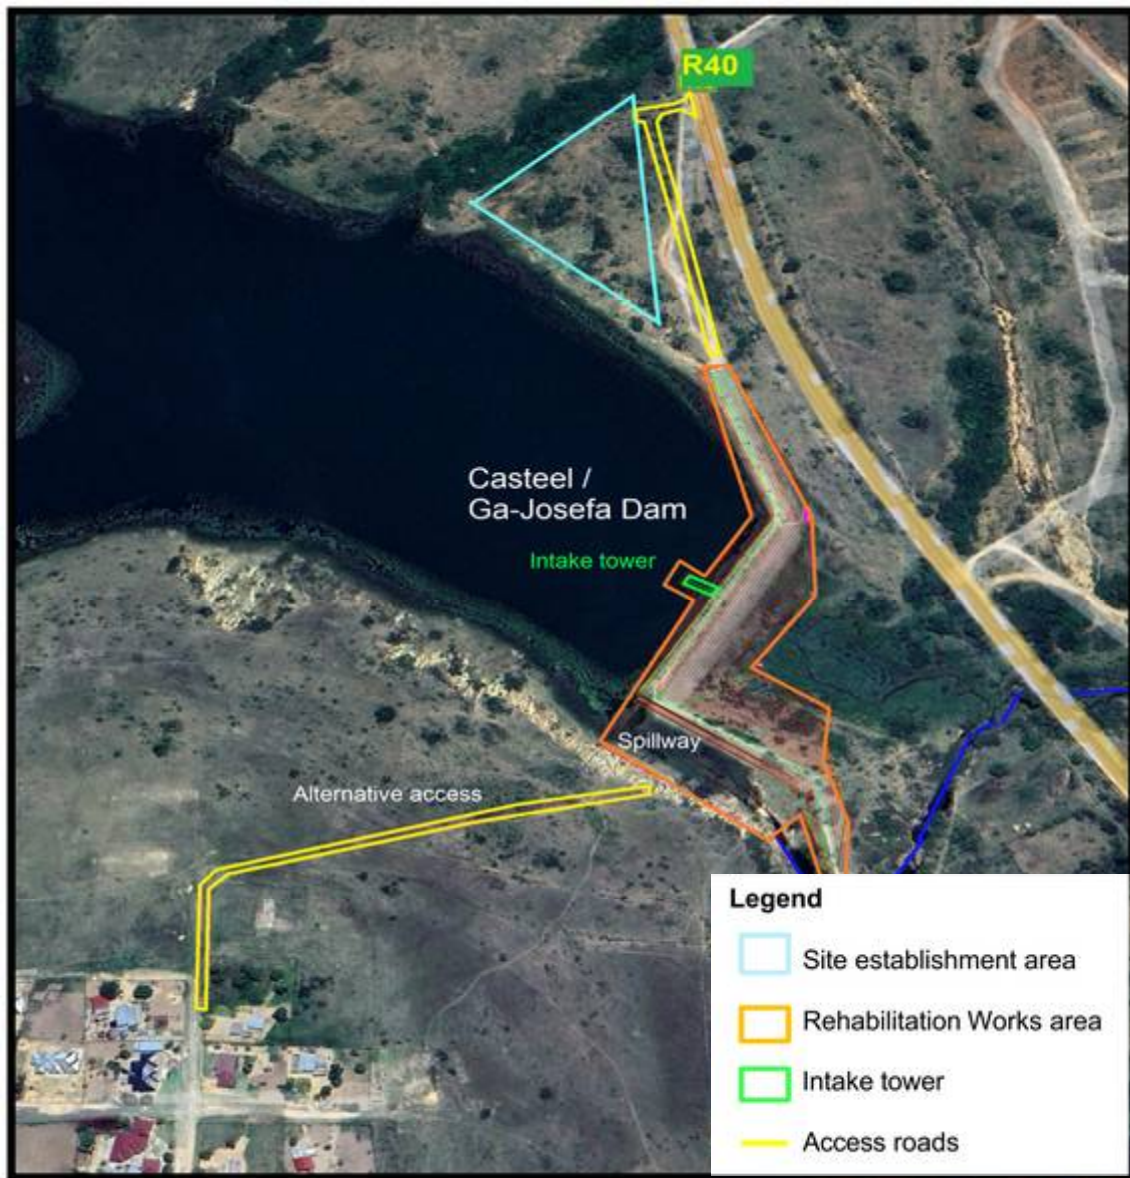 R40
Casteel /
Ga-Josefa Dam
Intake tower
Spillway
Alternative access
Legend
Site establishment area
Rehabilitation Works area
Intake tower
Access roads